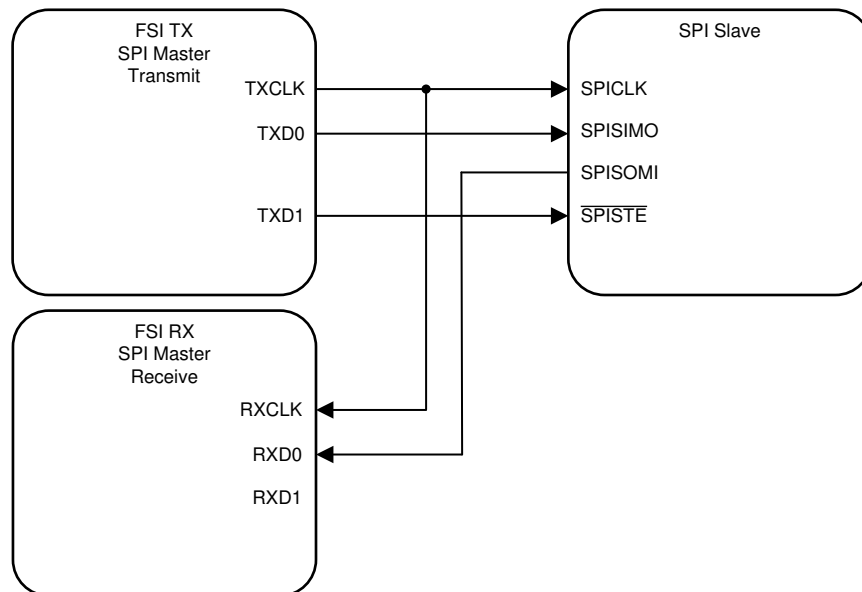 FSI TX
SPI Master
Transmit
TXCLK
TXD0
TXD1
SPI Slave
SPICLK
SPISIMO
SPISOMI
SPISTE
FSI RX
SPI Master
Receive
RXCLK
RXD0
RXD1